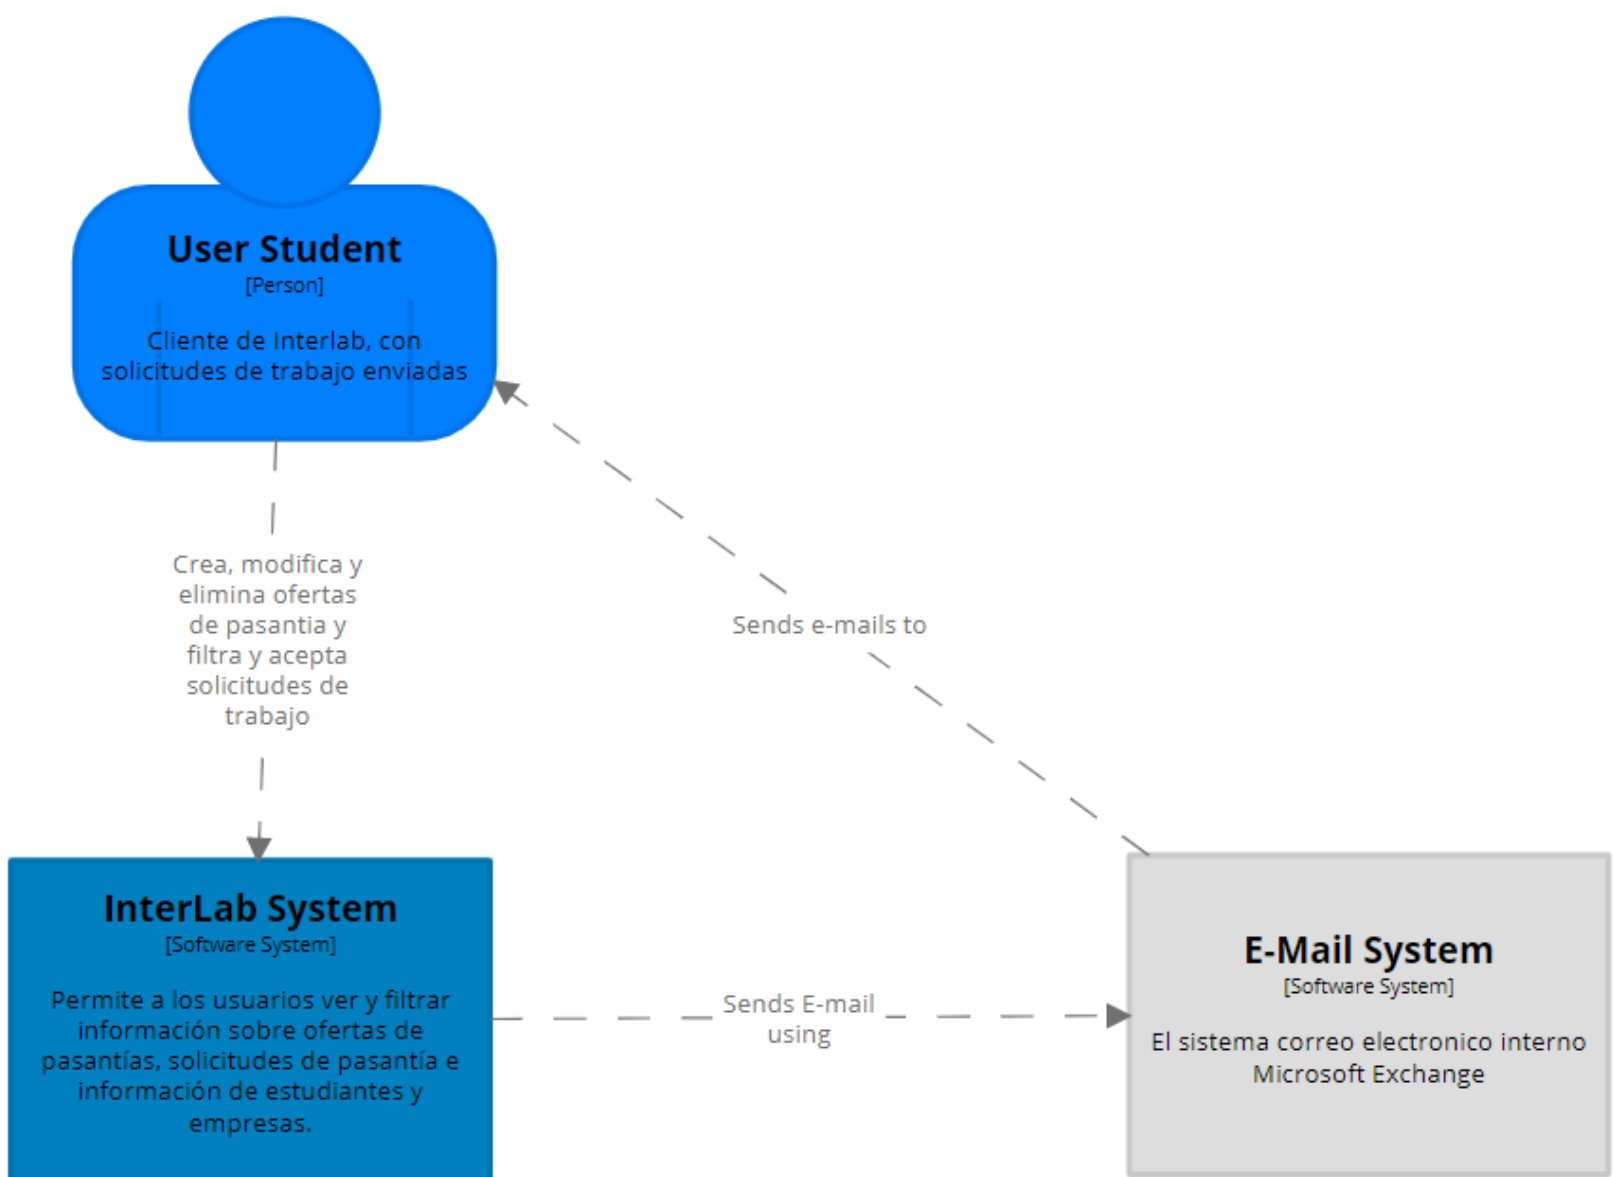 User Student
[Person]
Cliente de Interlab, con
solicitudes de trabajo enviadas
Crea, modifica y
elimina ofertas
de pasantia y
filtra y acepta
solicitudes de
trabajo
Sends e-mails to
InterLab System
[Software System]
Permite a los usuarios ver y filtrar
información sobre ofertas de
pasantías, solicitudes de pasantía e
información de estudiantes y
empresas.
Sends E-mail
using
E-Mail System
[Software System]
El sistema correo electronico interno
Microsoft Exchange